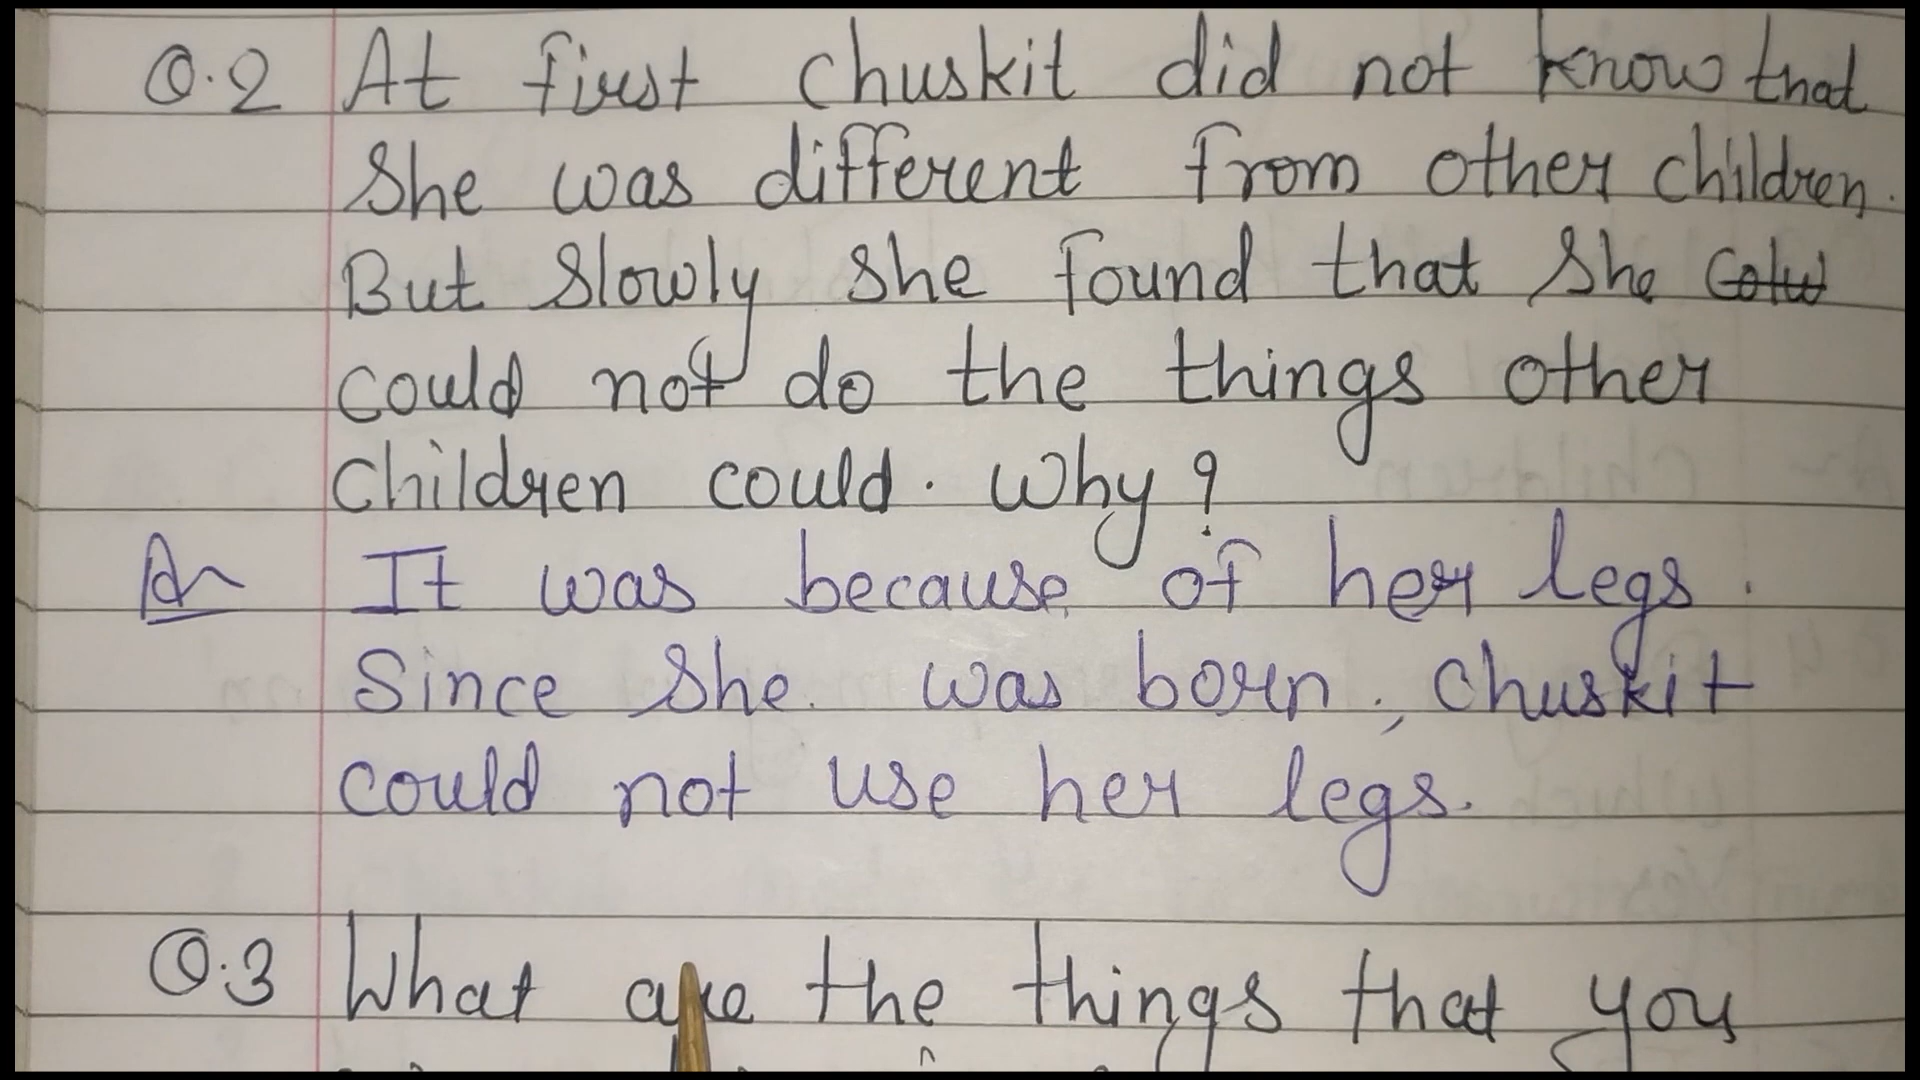 Q.2 At first Chuskit did not know that
She was different from other children.
But slowly she found that she
could not do the things other
children could. Why?
An It was because of her legs.
Since she was born, Chuskit
could not use her legs.
Q.3 What are the things that you